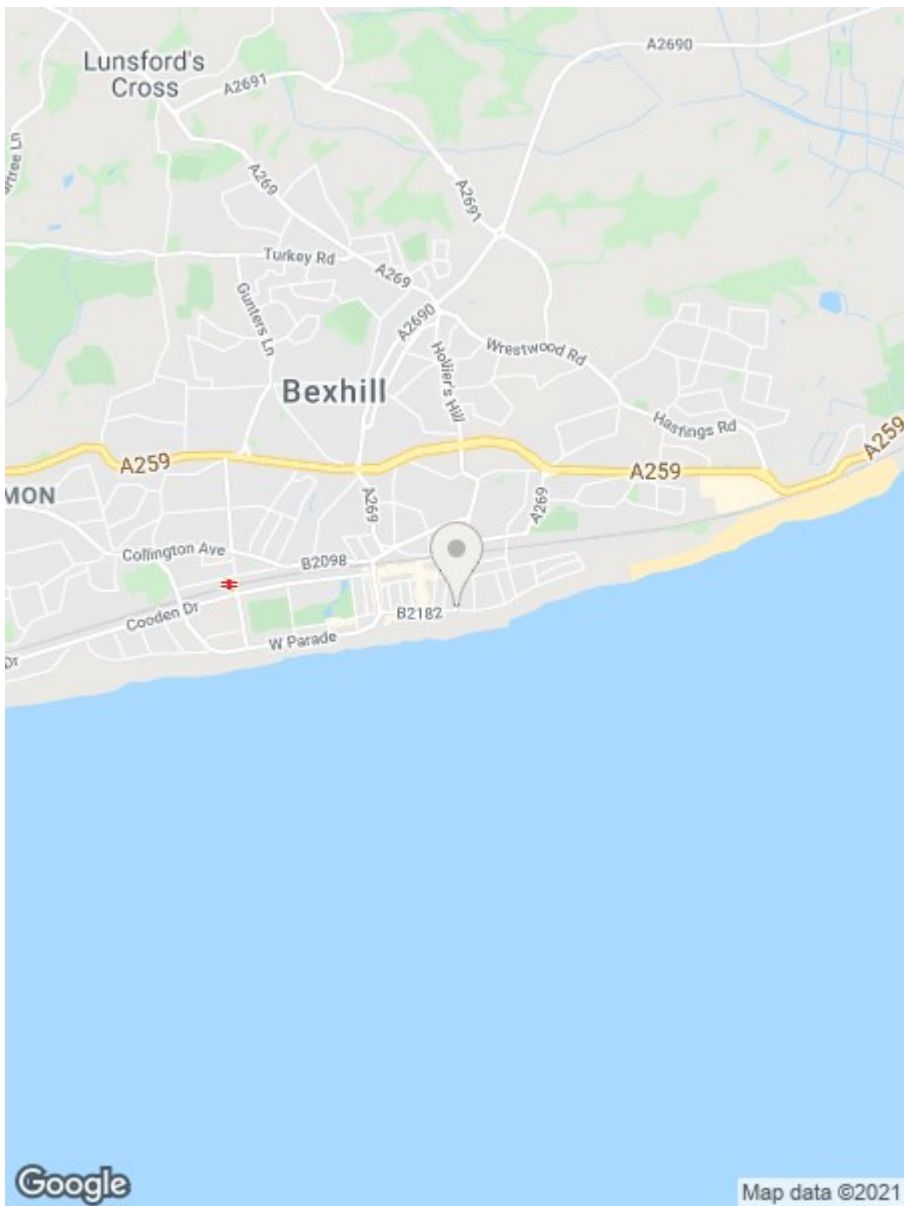 Lunsford's
Cross
A2690
A2691
A269
A2691
Turkey Rd
A269
Gunters Ln
A2690
Hollier's Hill
Wrestwood Rd
Bexhill
Hastings Rd
A259
A259
A259
MON
A269
A269
Collington Ave
B2098
Cooden Dr
B2182
W Parade
Dr
Google
Map data ©2021